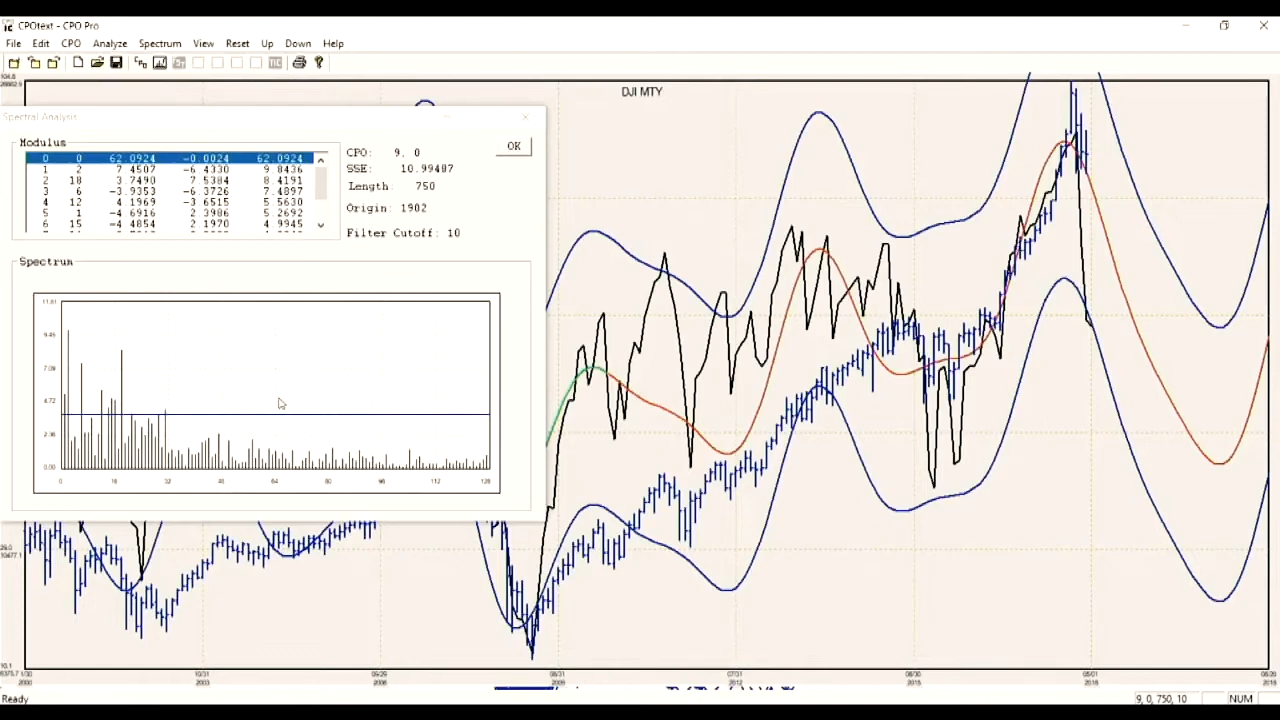 CPOtext - CPO Pro
File Edit CPO Analyze Spectrum View Reset Up Down Help
DJI MTY
Spectral Analysis
OK
Modulus
0 0 62.0924 -0.0024 62.0924
1 2 7.4507 -6.4330 9.8436
2 18 3.7490 7.5384 8.4191
3 6 -3.9353 -6.3726 7.4897
4 12 4.1969 -3.6515 5.5630
5 1 -4.6916 2.3986 5.2692
6 15 -4.4854 2.1970 4.9945
CPO: 9, 0
SSE: 10.99487
Length: 750
Origin: 1902
Filter Cutoff: 10
Spectrum
7.09
4.72
0.00
0 16 32 48 64 80 96 112 128
2000 2003 2012
Ready
9, 0, 750, 10 NUM